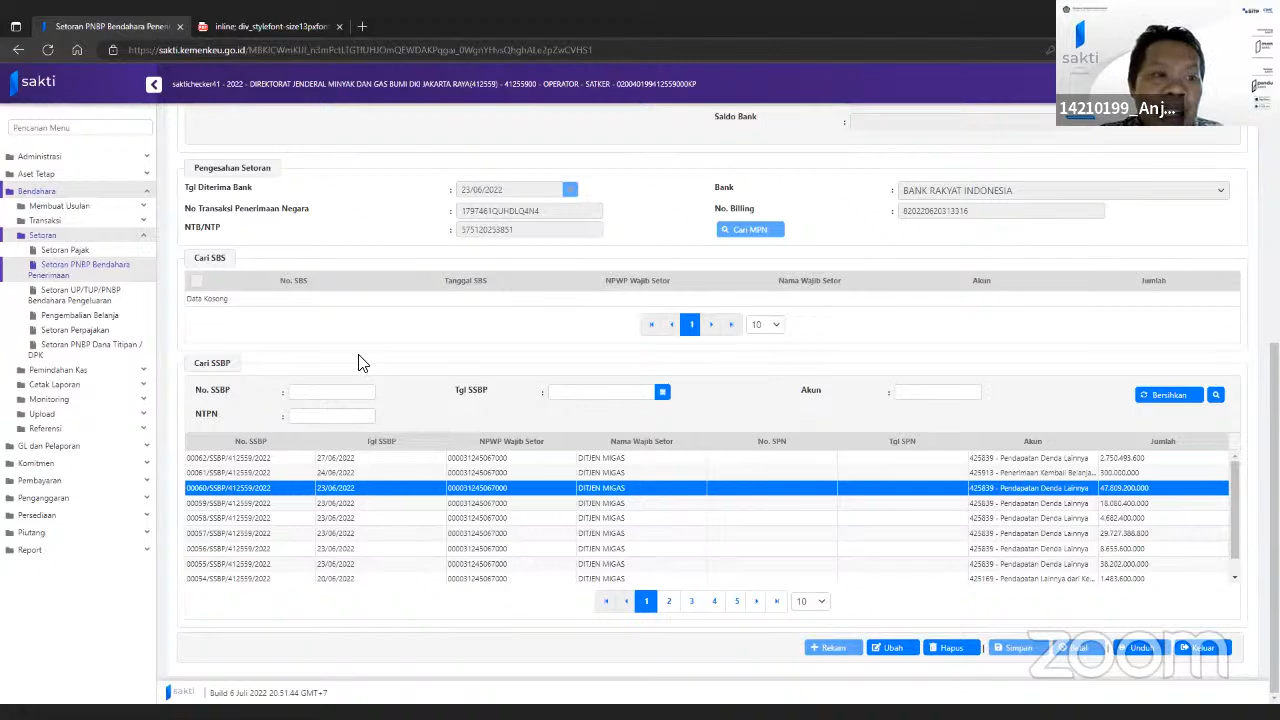 Setoran PNBP Bendahara Pener
inline; div_stylefont-size13pxfon
https://sakti.kemenkeu.go.id/
sakti
sakti
14210199_Anj...
saktichecker41 - 2022 - DIREKTORAT JENDERAL MINYAK DAN GAS BUMI DKI JAKARTA RAYA(412559)
Saldo Bank :
Pencarian Menu
Administrasi
Aset Tetap
Bendahara
Membuat Usulan
Transaksi
Setoran
Setoran Pajak
Setoran PNBP Bendahara
Penerimaan
Setoran UP/TUP/PNBP
Bendahara Pengeluaran
Pengembalian Belanja
Setoran Perpajakan
Setoran PNBP Dana Titipan /
DPK
Pemindahan Kas
Cetak Laporan
Monitoring
Upload
Referensi
GL dan Pelaporan
Komitmen
Pembayaran
Penganggaran
Persediaan
Piutang
Report
Pengesahan Setoran
Tgl Diterima Bank : 23/06/2022 Bank : BANK RAKYAT INDONESIA
No Transaksi Penerimaan Negara : 1797461QUHDLQ4N4 No. Billing : 820220620313316
NTB/NTP : Cari MPN
Cari SBS
No. SBS Tanggal SBS NPWP Wajib Setor Nama Wajib Setor Akun Jumlah
Data Kosong
1 10
Cari SSBP
No. SSBP : Tgl SSBP : Akun : Bersihkan
NTPN :
No. SSBP Tgl SSBP NPWP Wajib Setor Nama Wajib Setor No. SPN Tgl SPN Akun Jumlah
00062/SSBP/412559/2022 27/06/2022 000031245067000 DITJEN MIGAS 425839 - Pendapatan Denda Lainnya 2.750.493.600
00061/SSBP/412559/2022 24/06/2022 000031245067000 DITJEN MIGAS 425913 - Penerimaan Kembali Belanja... 300.000.000
00060/SSBP/412559/2022 23/06/2022 000031245067000 DITJEN MIGAS 425839 - Pendapatan Denda Lainnya 47.809.200.000
00059/SSBP/412559/2022 23/06/2022 000031245067000 DITJEN MIGAS 425839 - Pendapatan Denda Lainnya 18.080.400.000
00058/SSBP/412559/2022 23/06/2022 000031245067000 DITJEN MIGAS 425839 - Pendapatan Denda Lainnya 4.682.400.000
00057/SSBP/412559/2022 23/06/2022 000031245067000 DITJEN MIGAS 425839 - Pendapatan Denda Lainnya 29.727.388.800
00056/SSBP/412559/2022 23/06/2022 000031245067000 DITJEN MIGAS 425839 - Pendapatan Denda Lainnya 8.655.600.000
00055/SSBP/412559/2022 23/06/2022 000031245067000 DITJEN MIGAS 425839 - Pendapatan Denda Lainnya 38.202.000.000
00054/SSBP/412559/2022 20/06/2022 000031245067000 DITJEN MIGAS 425169 - Pendapatan Lainnya dari Ke... 1.483.600.000
1 2 3 4 5 10
Rekam Ubah Hapus | Simpan Batal | Unduh Keluar
zoom
sakti | Build 6 Juli 2022 20:51.44 GMT+7